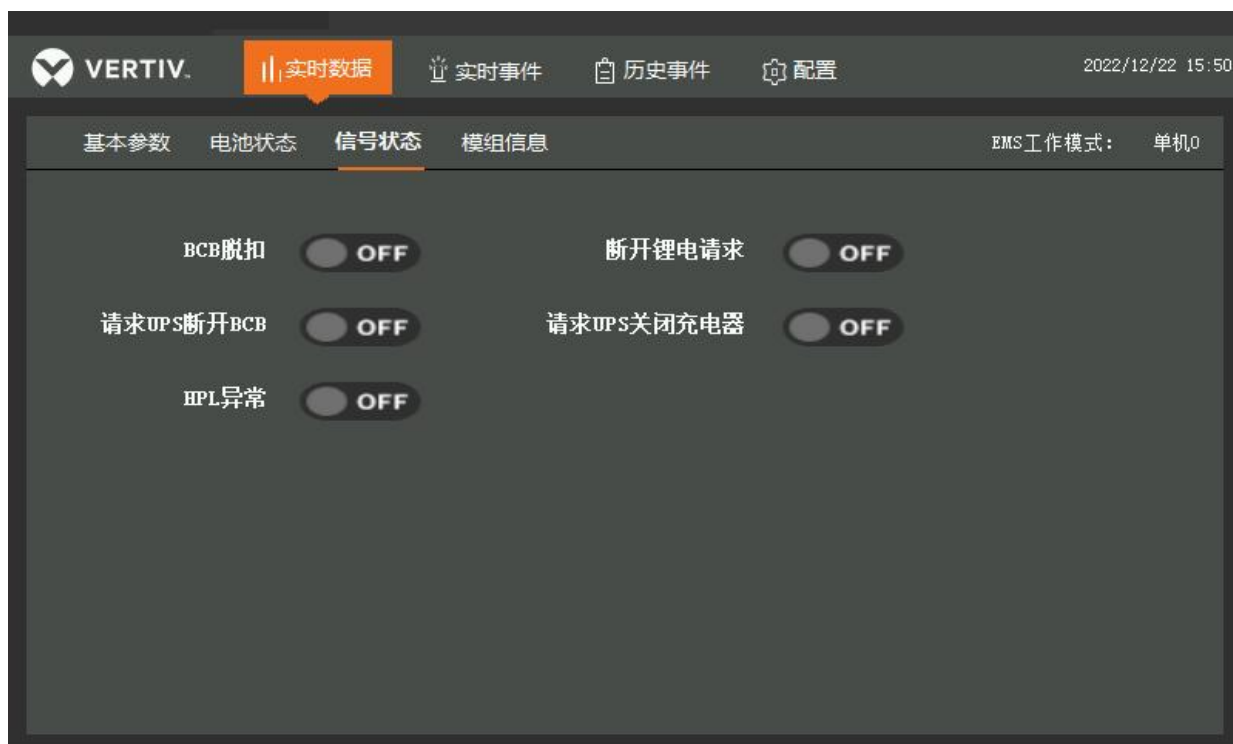 VERTIV™ 实时数据 实时事件 历史事件 配置 2022/12/22 15:50
基本参数 电池状态 信号状态 模组信息 EMS工作模式： 单机0
BCB脱扣 OFF 断开锂电请求 OFF
请求UPS断开BCB OFF 请求UPS关闭充电器 OFF
HPL异常 OFF